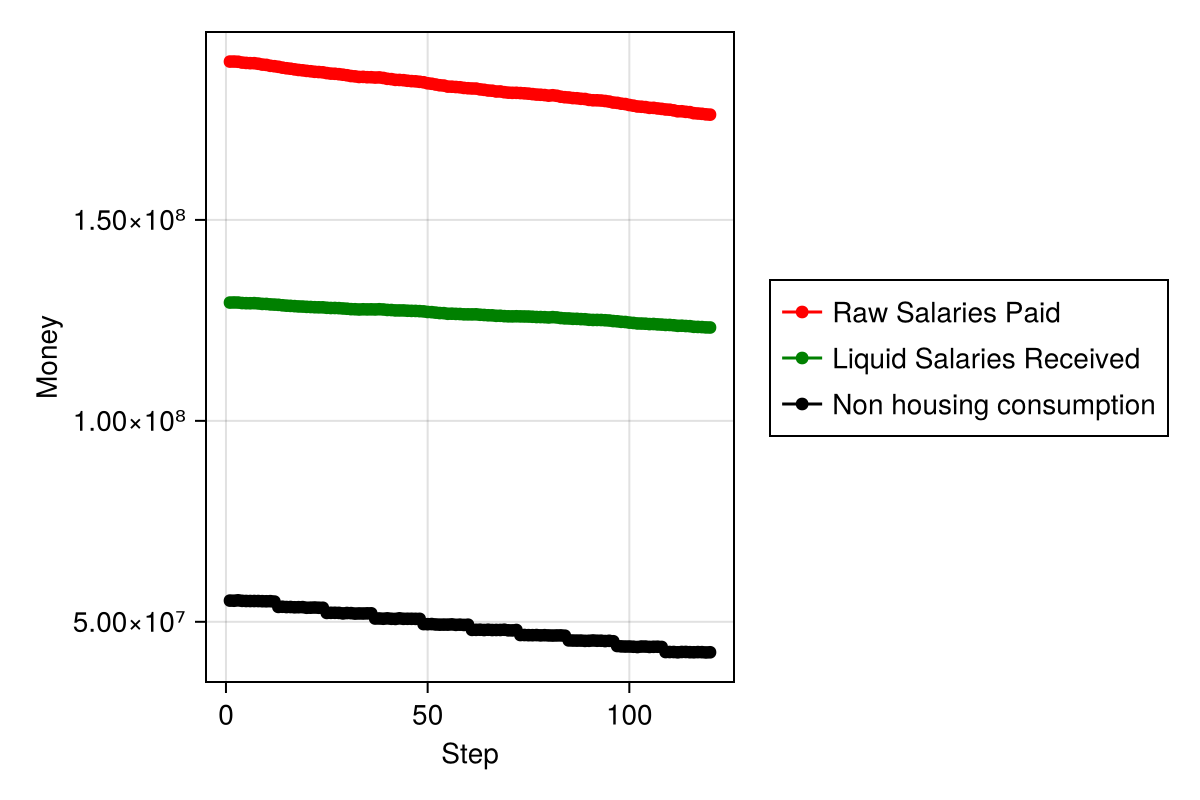 Money
1.50×10⁸
1.00×10⁸
5.00×10⁷
0
50
100
Step
Raw Salaries Paid
Liquid Salaries Received
Non housing consumption